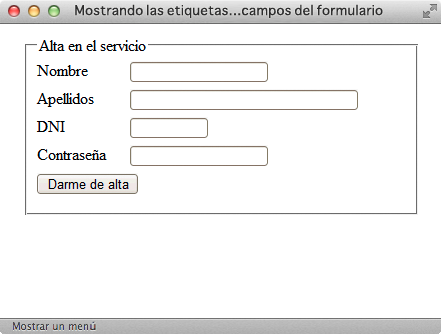 Mostrando las etiquetas...campos del formulario
Alta en el servicio
Nombre
Apellidos
DNI
Contraseña
Darme de alta
Mostrar un menú